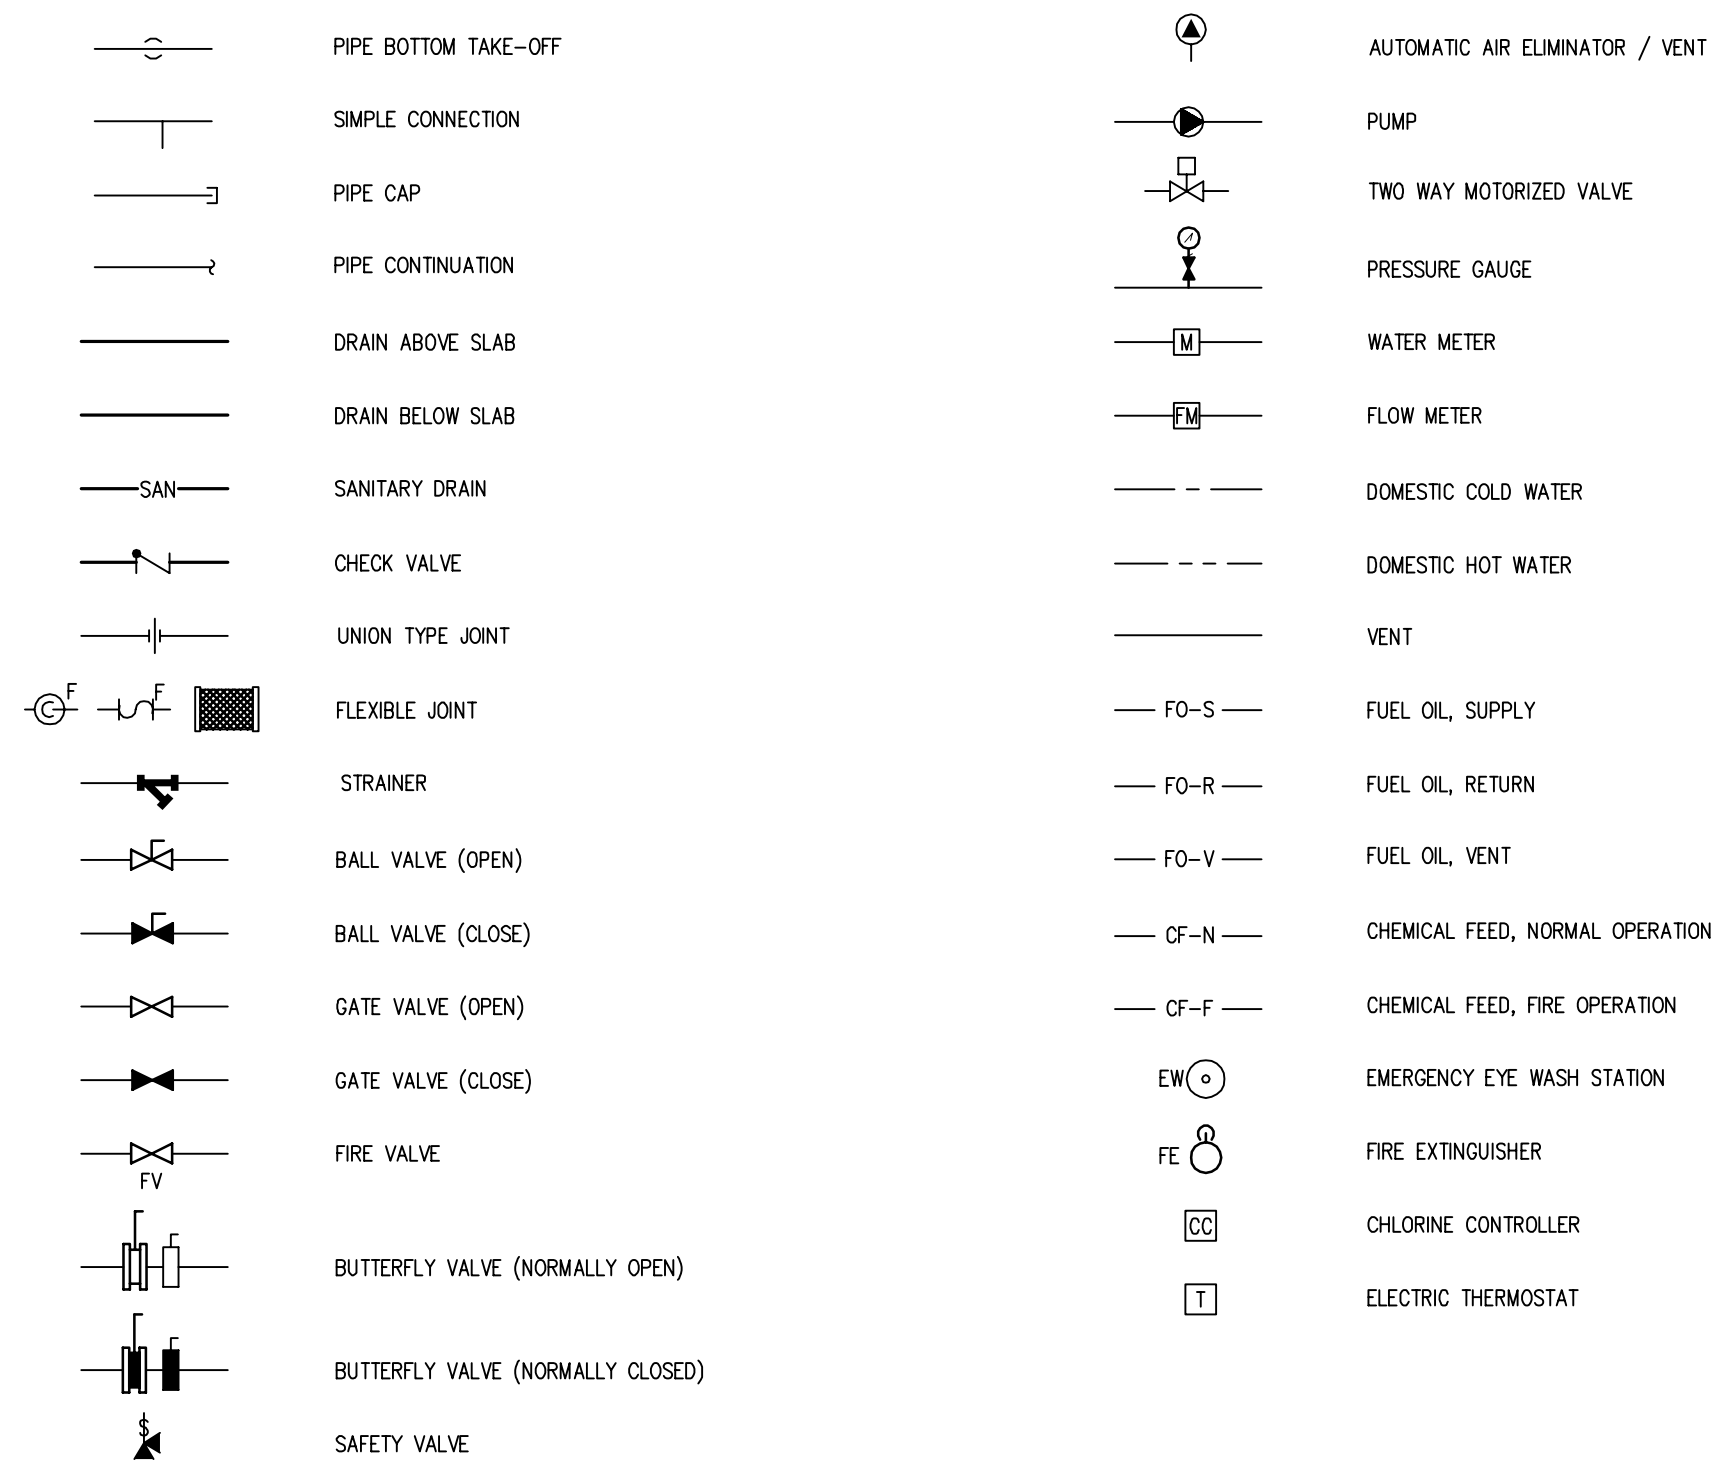 PIPE BOTTOM TAKE-OFF
SIMPLE CONNECTION
PIPE CAP
PIPE CONTINUATION
DRAIN ABOVE SLAB
DRAIN BELOW SLAB
SAN SANITARY DRAIN
CHECK VALVE
UNION TYPE JOINT
F F FLEXIBLE JOINT
STRAINER
BALL VALVE (OPEN)
BALL VALVE (CLOSE)
GATE VALVE (OPEN)
GATE VALVE (CLOSE)
FIRE VALVE
FV
BUTTERFLY VALVE (NORMALLY OPEN)
BUTTERFLY VALVE (NORMALLY CLOSED)
S
SAFETY VALVE
AUTOMATIC AIR ELIMINATOR / VENT
PUMP
TWO WAY MOTORIZED VALVE
PRESSURE GAUGE
M WATER METER
FM FLOW METER
DOMESTIC COLD WATER
DOMESTIC HOT WATER
VENT
FO-S FUEL OIL, SUPPLY
FO-R FUEL OIL, RETURN
FO-V FUEL OIL, VENT
CF-N CHEMICAL FEED, NORMAL OPERATION
CF-F CHEMICAL FEED, FIRE OPERATION
EW EMERGENCY EYE WASH STATION
FE FIRE EXTINGUISHER
CC CHLORINE CONTROLLER
T ELECTRIC THERMOSTAT